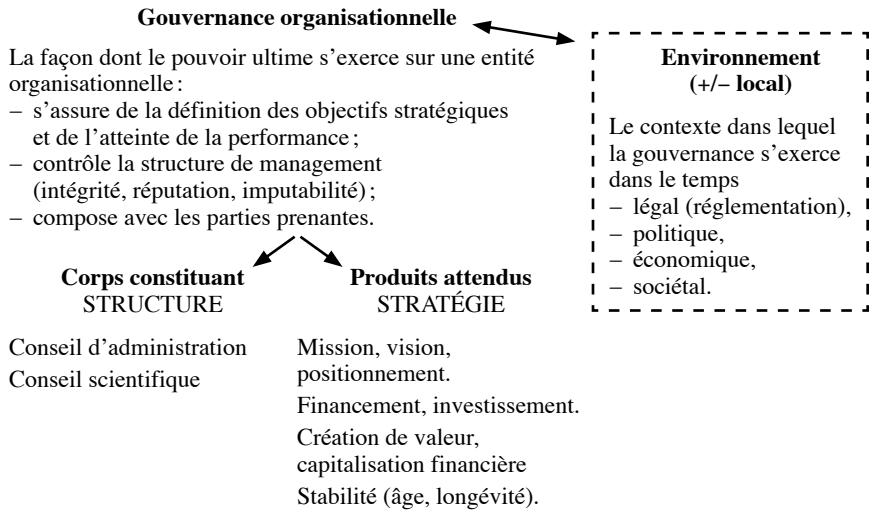 Gouvernance organisationnelle
La façon dont le pouvoir ultime s’exerce sur une entité
organisationnelle :
– s’assure de la définition des objectifs stratégiques
et de l’atteinte de la performance ;
– contrôle la structure de management
(intégrité, réputation, imputabilité) ;
– compose avec les parties prenantes.
Environnement
(+/– local)
Le contexte dans lequel
la gouvernance s’exerce
dans le temps
– légal (réglementation),
– politique,
– économique,
– sociétal.
Corps constituant
STRUCTURE
Conseil d’administration
Conseil scientifique
Produits attendus
STRATÉGIE
Mission, vision,
positionnement.
Financement, investissement.
Création de valeur,
capitalisation financière
Stabilité (âge, longévité).